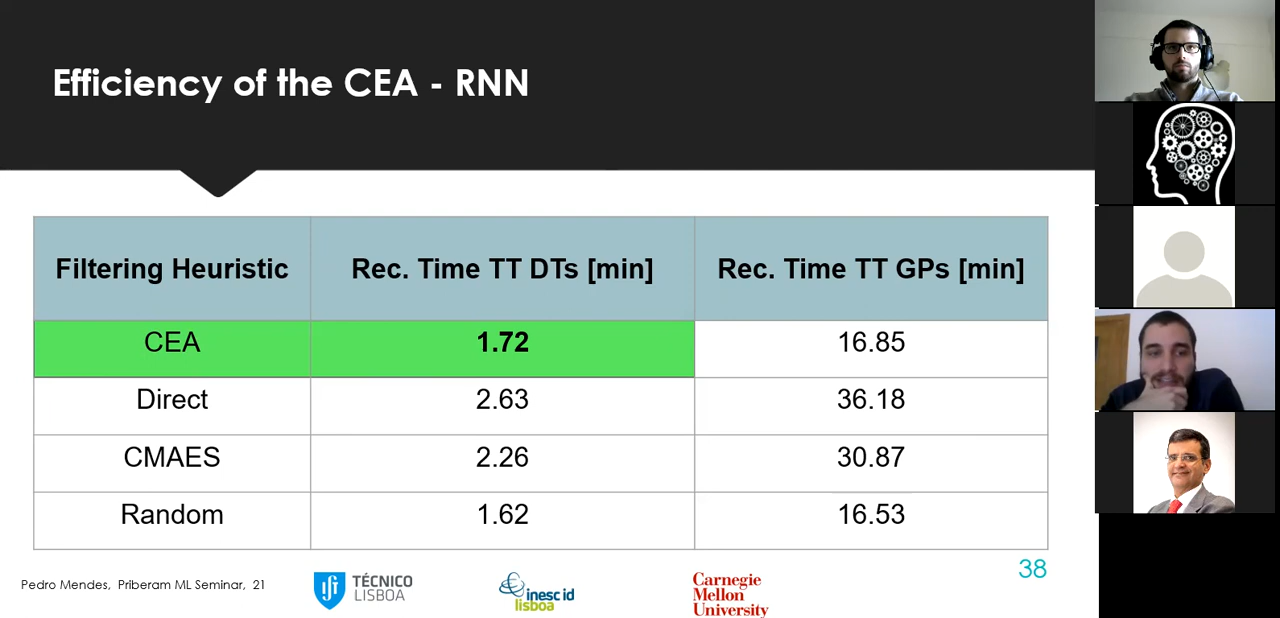 Efficiency of the CEA - RNN
Filtering Heuristic Rec. Time TT DTs [min] Rec. Time TT GPs [min]
CEA 1.72 16.85
Direct 2.63 36.18
CMAES 2.26 30.87
Random 1.62 16.53
38
Pedro Mendes, Priberam ML Seminar, 21
TÉCNICO
LISBOA
inesc id
lisboa
Carnegie
Mellon
University